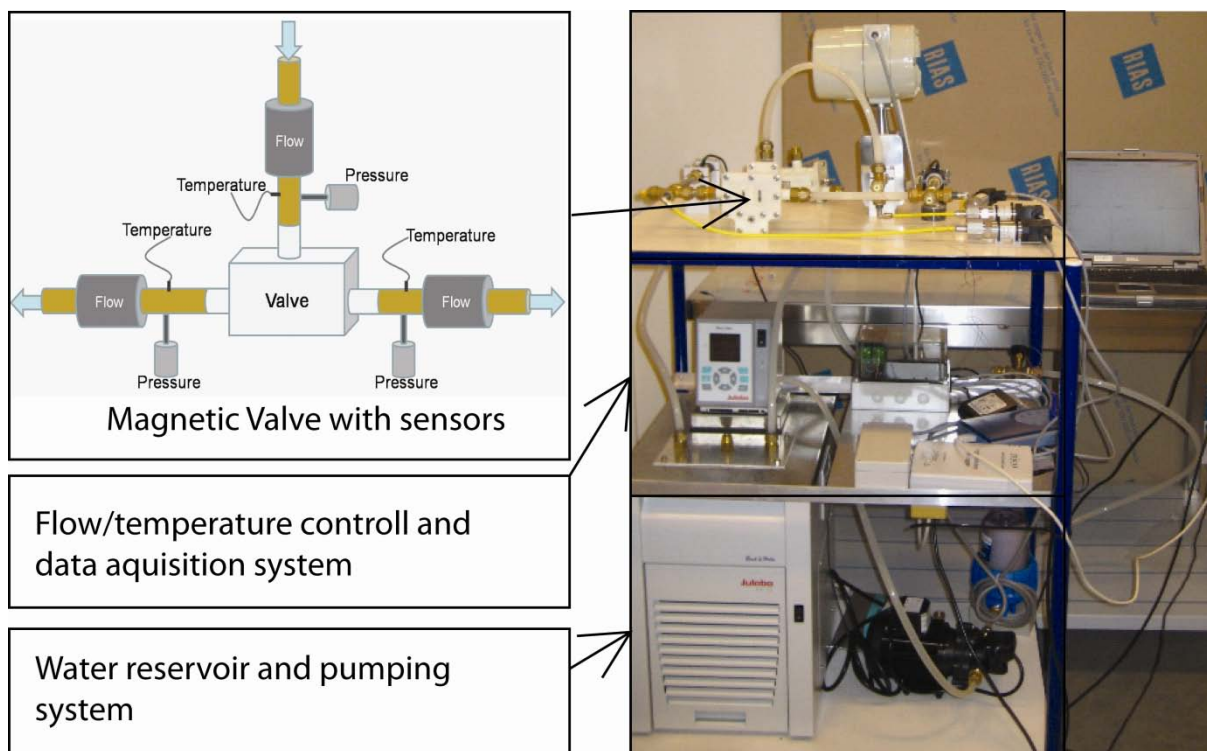 Flow
Pressure
Temperature
Temperature
Temperature
Flow
Valve
Flow
Pressure
Pressure
Magnetic Valve with sensors
Flow/temperature controll and
data aquisition system
Water reservoir and pumping
system
RIAS
RIAS
RIAS
Julabo
Julabo